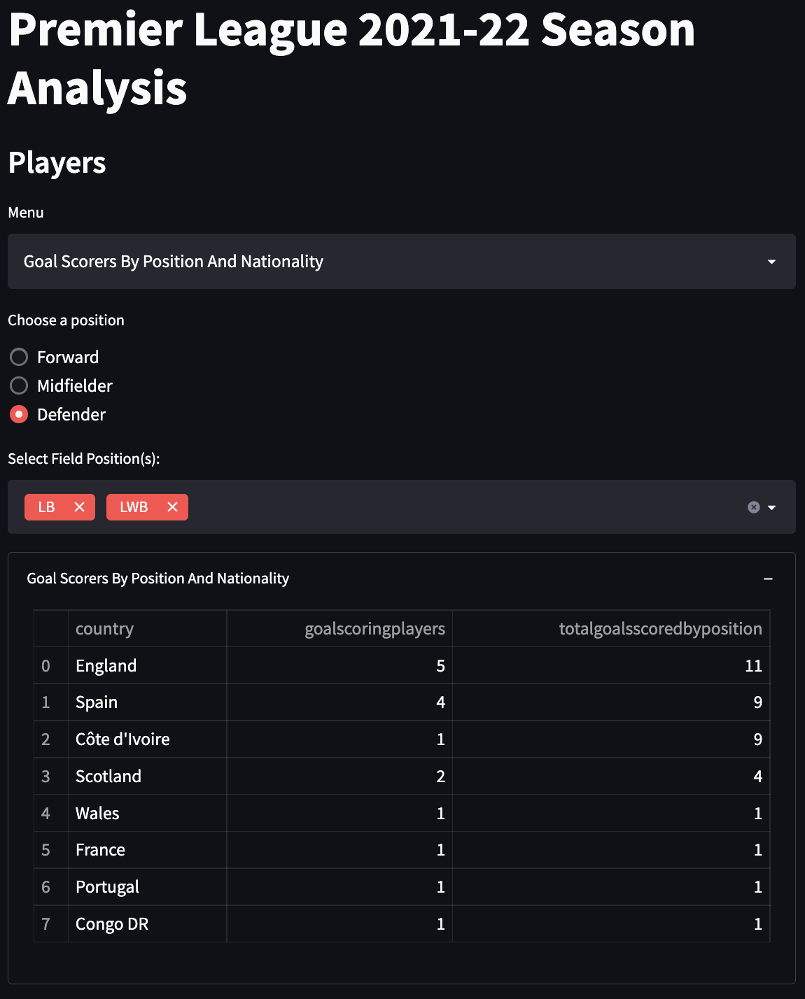 Premier League 2021-22 Season
Analysis
Players
Menu
Goal Scorers By Position And Nationality
Choose a position
Forward
Midfielder
Defender
Select Field Position(s):
LB LWB
Goal Scorers By Position And Nationality
country goalscoringplayers totalgoalsscoredbyposition
0 England 5 11
1 Spain 4 9
2 Côte d'Ivoire 1 9
3 Scotland 2 4
4 Wales 1 1
5 France 1 1
6 Portugal 1 1
7 Congo DR 1 1